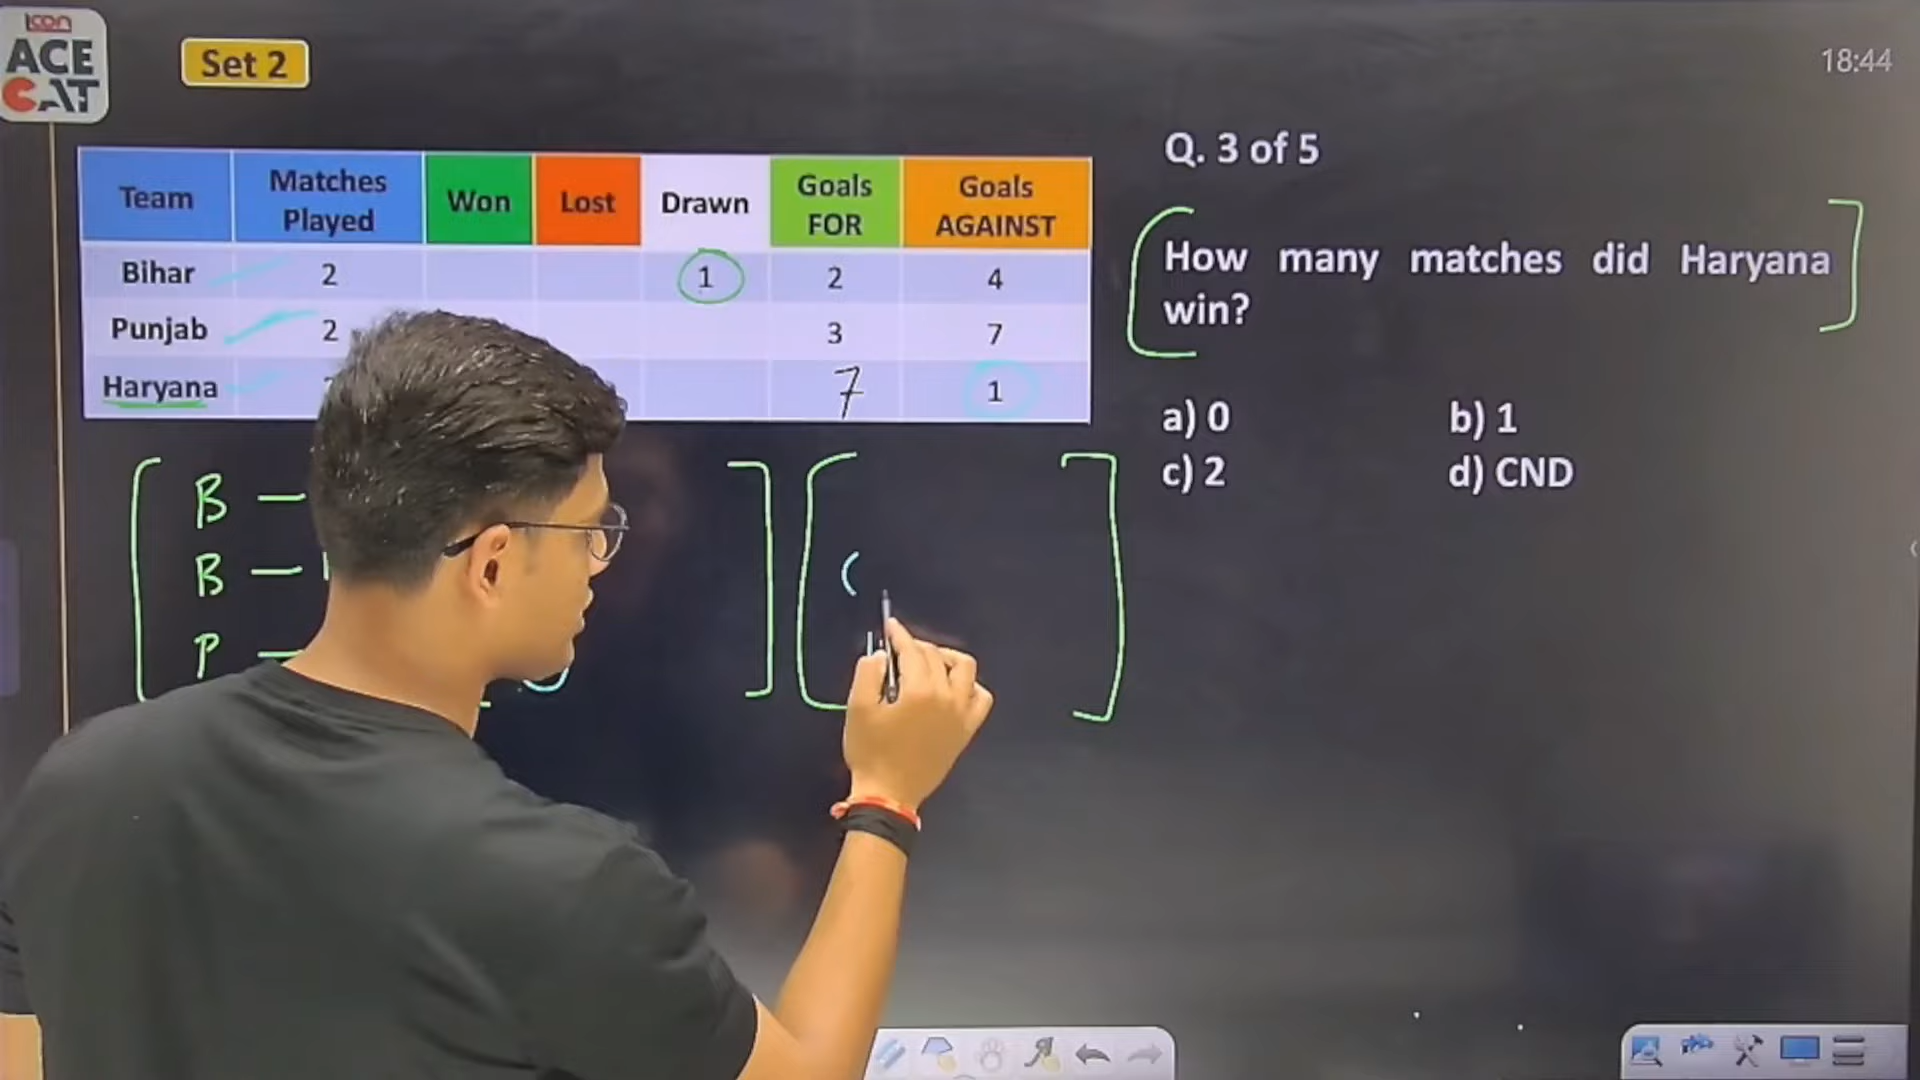 icon
ACE
CAT
Set 2
18:44
Team Matches Played Won Lost Drawn Goals FOR Goals AGAINST
Bihar 2 1 2 4
Punjab 2 3 7
Haryana 7 1
B —
B —
P —
Q. 3 of 5
How many matches did Haryana
win?
a) 0 b) 1
c) 2 d) CND